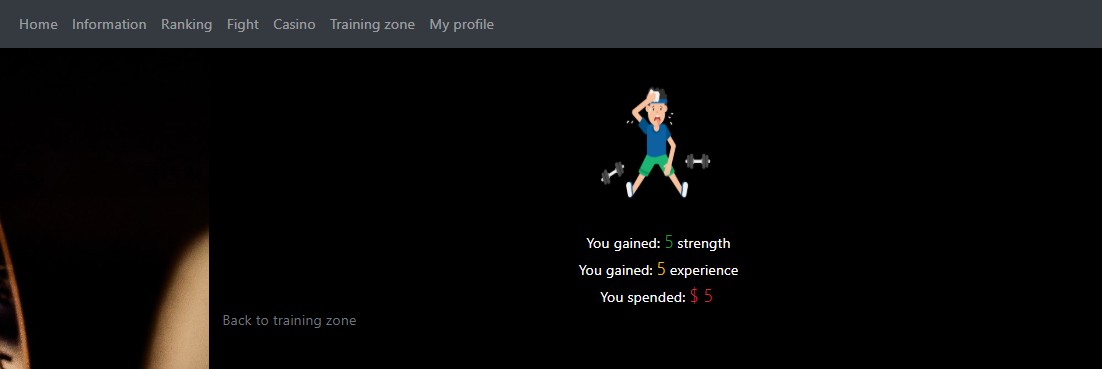 Home Information Ranking Fight Casino Training zone My profile
You gained: 5 strength
You gained: 5 experience
You spended: $ 5
Back to training zone